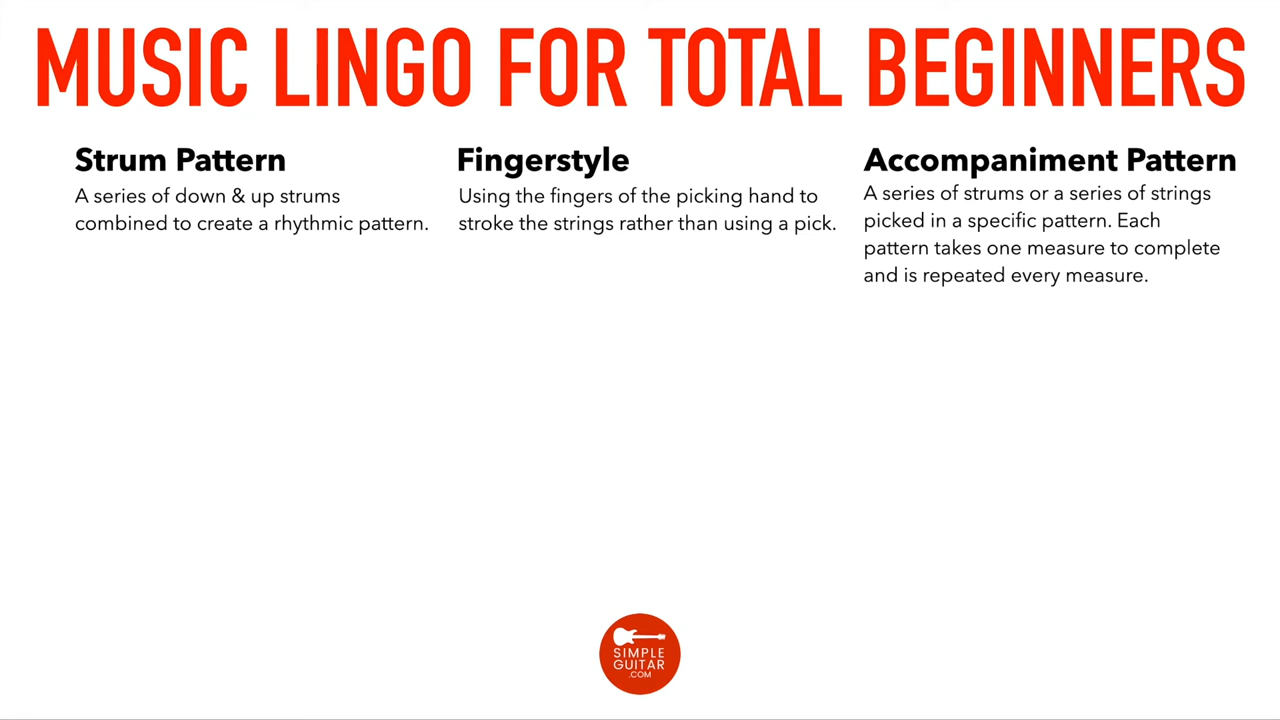 MUSIC LINGO FOR TOTAL BEGINNERS
Strum Pattern
A series of down & up strums
combined to create a rhythmic pattern.
Fingerstyle
Using the fingers of the picking hand to
stroke the strings rather than using a pick.
Accompaniment Pattern
A series of strums or a series of strings
picked in a specific pattern. Each
pattern takes one measure to complete
and is repeated every measure.
SIMPLE
GUITAR
.COM